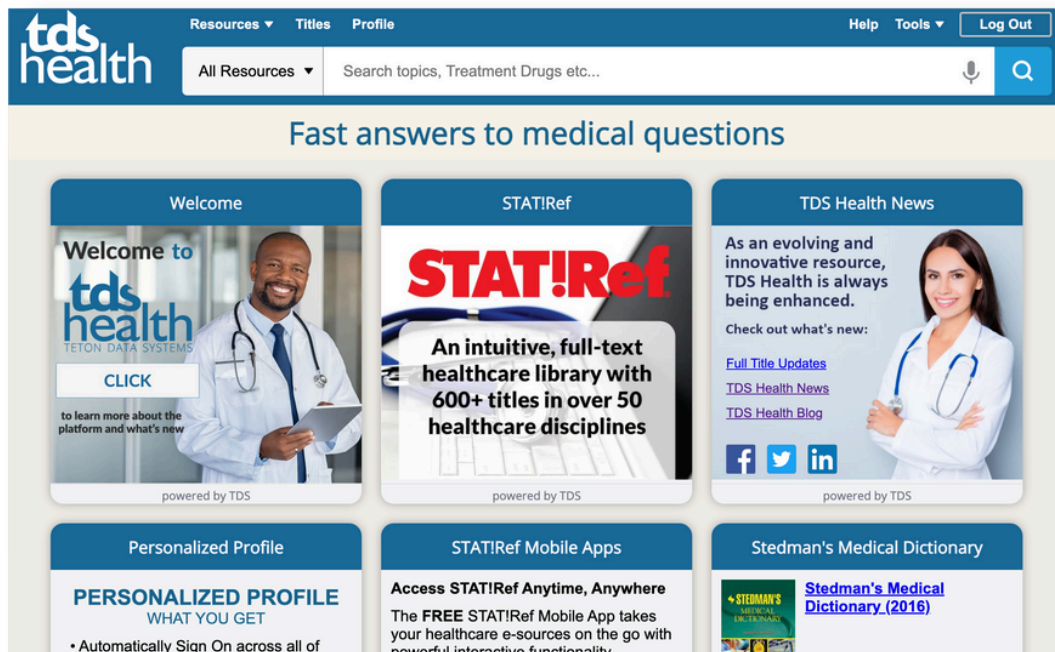 tds
health
Resources ▼ Titles Profile
Help Tools ▼ Log Out
All Resources ▼ Search topics, Treatment Drugs etc...
Fast answers to medical questions
Welcome
Welcome to
tds
health
TETON DATA SYSTEMS
CLICK
to learn more about the
platform and what's new
powered by TDS
STAT!Ref
STAT!Ref
An intuitive, full-text
healthcare library with
600+ titles in over 50
healthcare disciplines
powered by TDS
TDS Health News
As an evolving and
innovative resource,
TDS Health is always
being enhanced.
Check out what's new:
Full Title Updates
TDS Health News
TDS Health Blog
powered by TDS
Personalized Profile
PERSONALIZED PROFILE
WHAT YOU GET
• Automatically Sign On across all of
STAT!Ref Mobile Apps
Access STAT!Ref Anytime, Anywhere
The FREE STAT!Ref Mobile App takes
your healthcare e-sources on the go with
powerful interactive functionality
Stedman's Medical Dictionary
STEDMAN'S
MEDICAL
DICTIONARY
Stedman's Medical
Dictionary (2016)